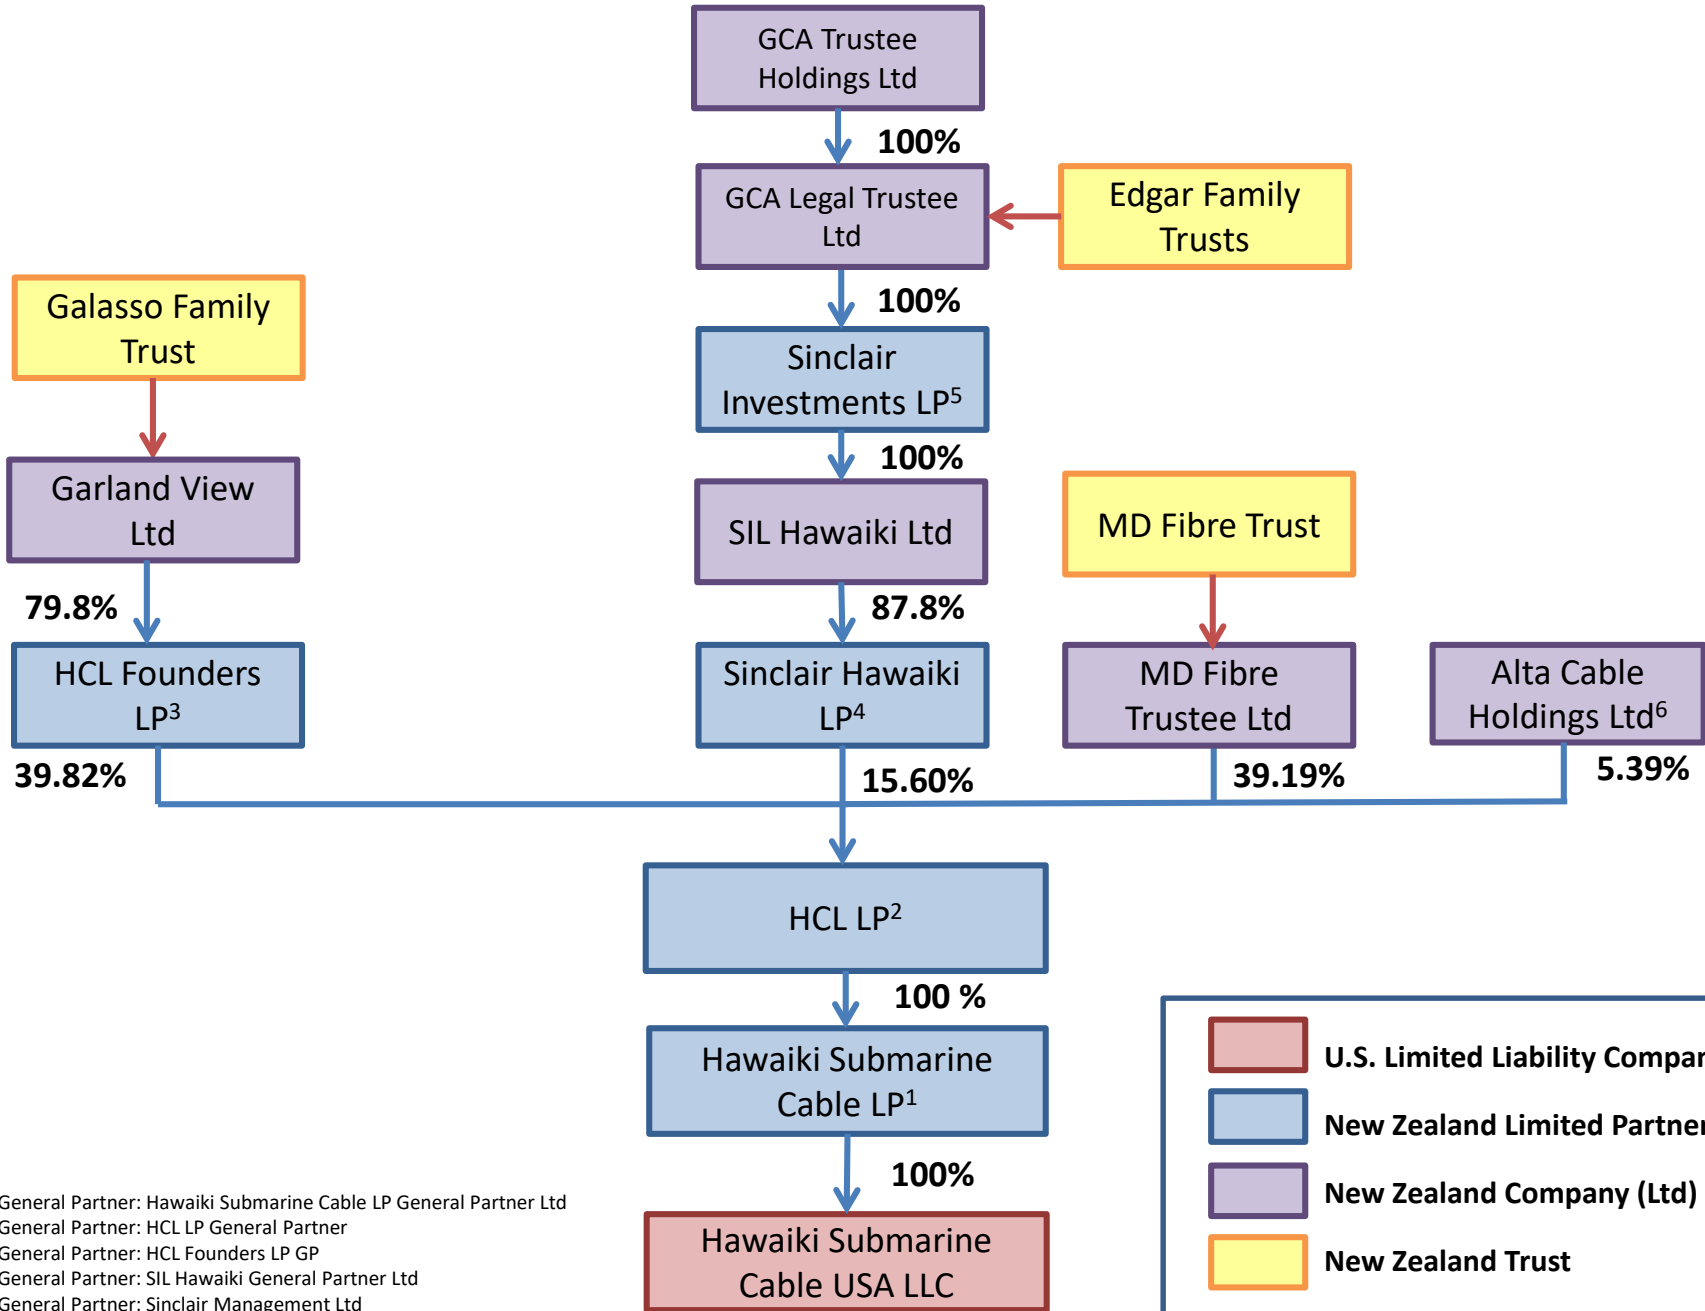 GCA Trustee
Holdings Ltd
100%
GCA Legal Trustee
Ltd
Edgar Family
Trusts
100%
Galasso Family
Trust
Sinclair
Investments LP5
100%
Garland View
Ltd
SIL Hawaiki Ltd
MD Fibre Trust
79.8%
87.8%
HCL Founders
LP3
Sinclair Hawaiki
LP4
MD Fibre
Trustee Ltd
Alta Cable
Holdings Ltd6
39.82%
15.60%
39.19%
5.39%
HCL LP2
100 %
Hawaiki Submarine
Cable LP1
100%
Hawaiki Submarine
Cable USA LLC
U.S. Limited Liability
New Zealand Limited
New Zealand Company (Ltd)
New Zealand Trust
General Partner: Hawaiki Submarine Cable LP General Partner Ltd
General Partner: HCL LP General Partner
General Partner: HCL Founders LP GP
General Partner: SIL Hawaiki General Partner Ltd
General Partner: Sinclair Management Ltd